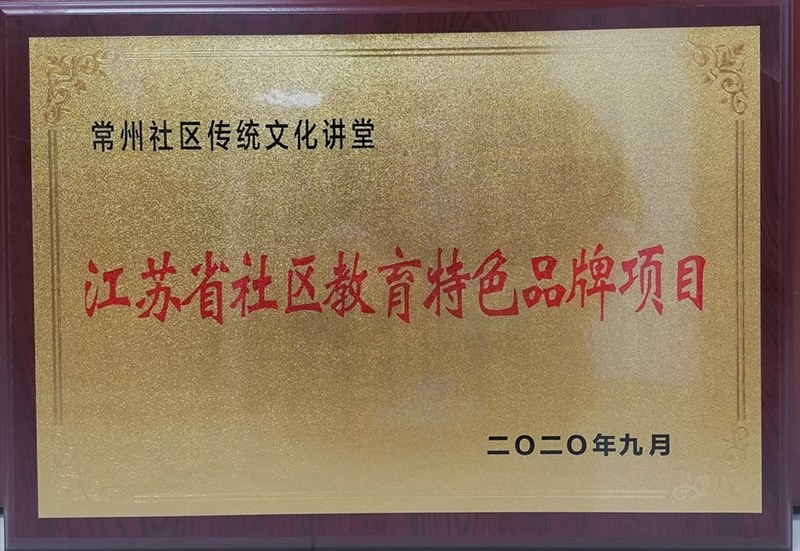 常州社区传统文化讲堂
江苏省社区教育特色品牌项目
二〇二〇年九月